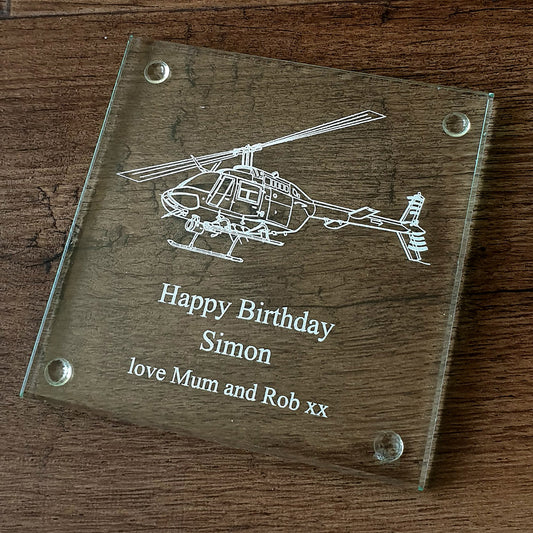 Happy Birthday
Simon
love Mum and Rob xx